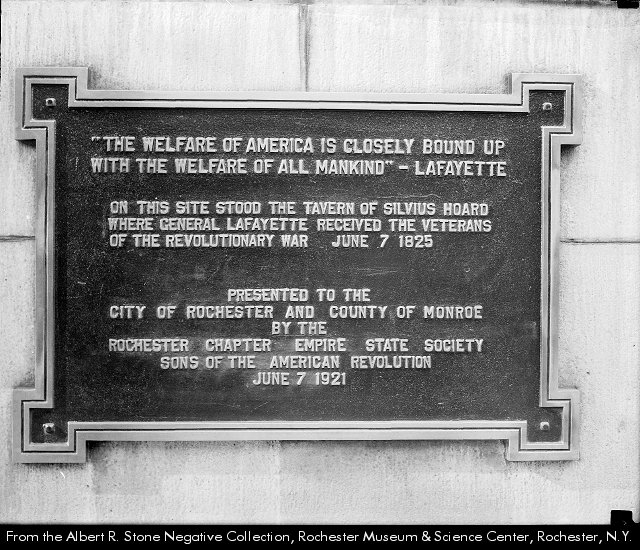 "THE WELFARE OF AMERICA IS CLOSELY BOUND UP
WITH THE WELFARE OF ALL MANKIND" – LAFAYETTE
ON THIS SITE STOOD THE TAVERN OF SILVIUS HOARD
WHERE GENERAL LAFAYETTE RECEIVED THE VETERANS
OF THE REVOLUTIONARY WAR JUNE 7 1825
PRESENTED TO THE
CITY OF ROCHESTER AND COUNTY OF MONROE
BY THE
ROCHESTER CHAPTER EMPIRE STATE SOCIETY
SONS OF THE AMERICAN REVOLUTION
JUNE 7 1921
From the Albert R. Stone Negative Collection, Rochester Museum & Science Center, Rochester, N.Y.